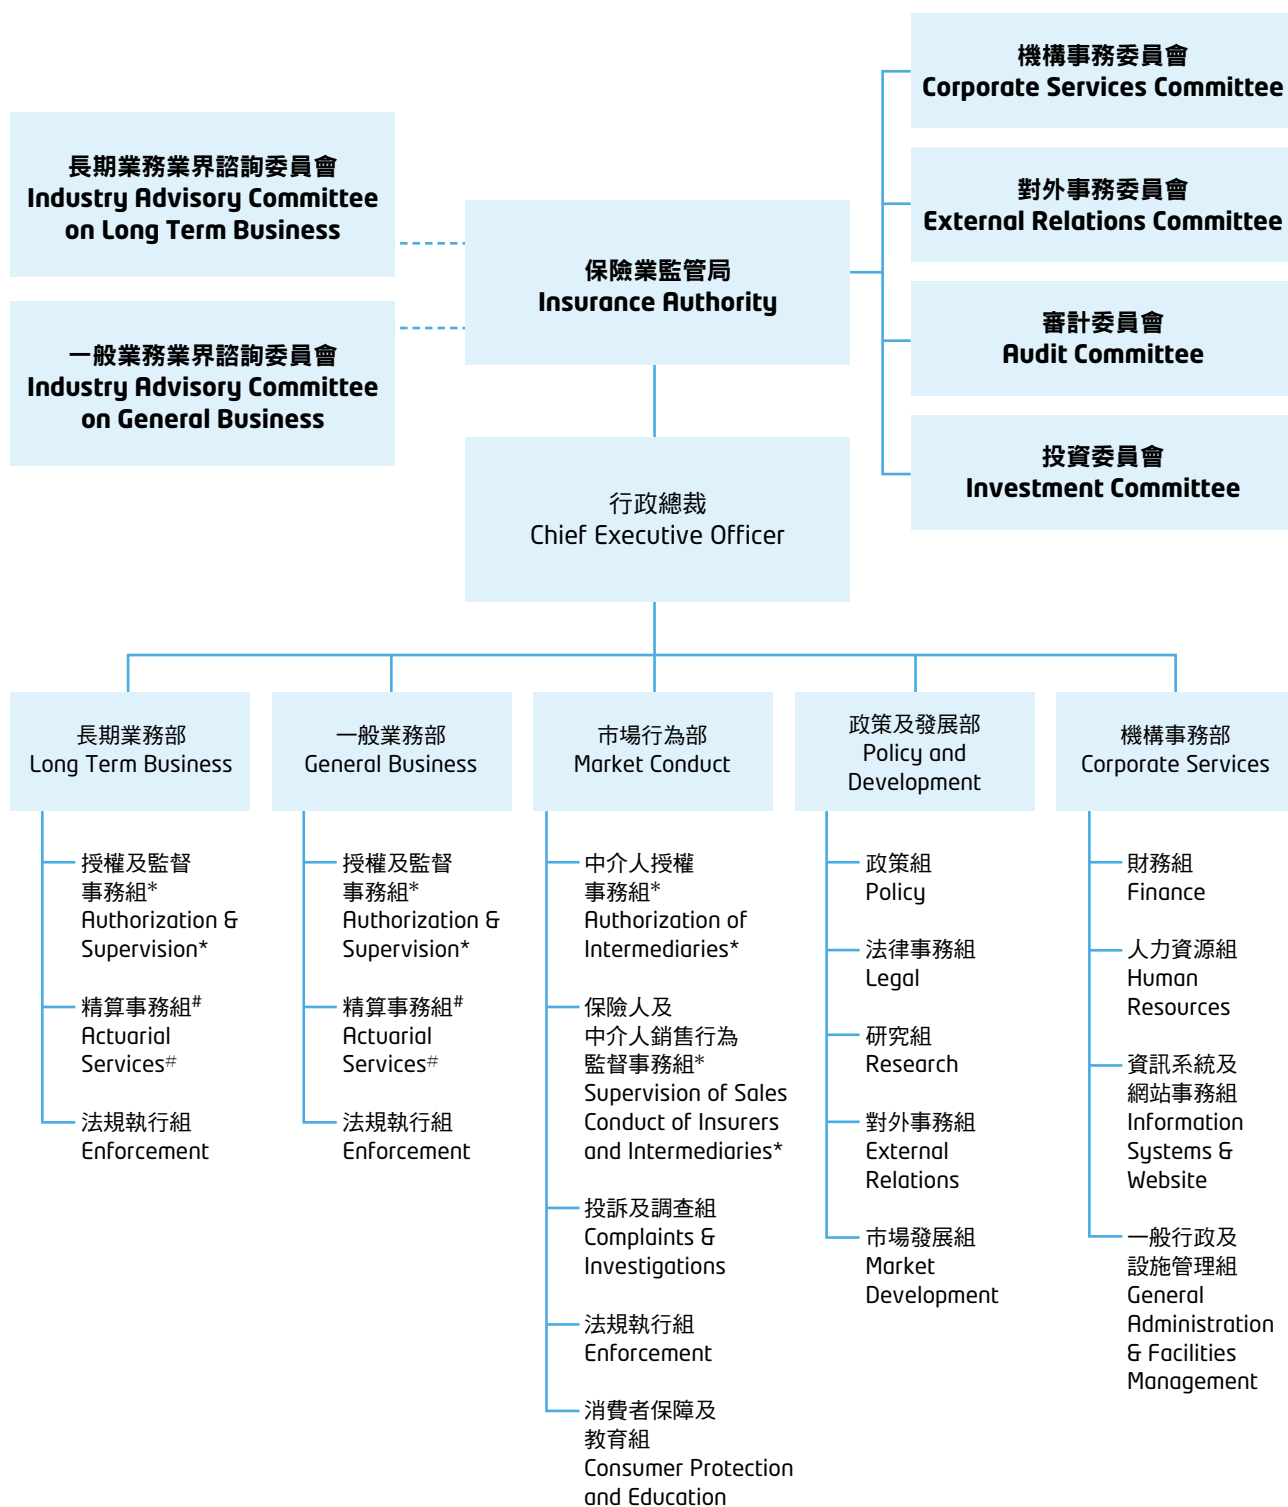 機構事務委員會
Corporate Services Committee
長期業務業界諮詢委員會
Industry Advisory Committee
on Long Term Business
對外事務委員會
External Relations Committee
保險業監管局
Insurance Authority
一般業務業界諮詢委員會
Industry Advisory Committee
on General Business
審計委員會
Audit Committee
投資委員會
Investment Committee
行政總裁
Chief Executive Officer
長期業務部
Long Term Business
一般業務部
General Business
市場行為部
Market Conduct
政策及發展部
Policy and
Development
機構事務部
Corporate Services
授權及監督
事務組*
Authorization &
Supervision*
精算事務組#
Actuarial
Services#
法規執行組
Enforcement
授權及監督
事務組*
Authorization &
Supervision*
精算事務組#
Actuarial
Services#
法規執行組
Enforcement
中介人授權
事務組*
Authorization of
Intermediaries*
保險人及
中介人銷售行為
監督事務組*
Supervision of Sales
Conduct of Insurers
and Intermediaries*
投訴及調查組
Complaints &
Investigations
法規執行組
Enforcement
消費者保障及
教育組
Consumer Protection
and Education
政策組
Policy
法律事務組
Legal
研究組
Research
對外事務組
External
Relations
市場發展組
Market
Development
財務組
Finance
人力資源組
Human
Resources
資訊系統及
網站事務組
Information
Systems &
Website
一般行政及
設施管理組
General
Administration
& Facilities
Management